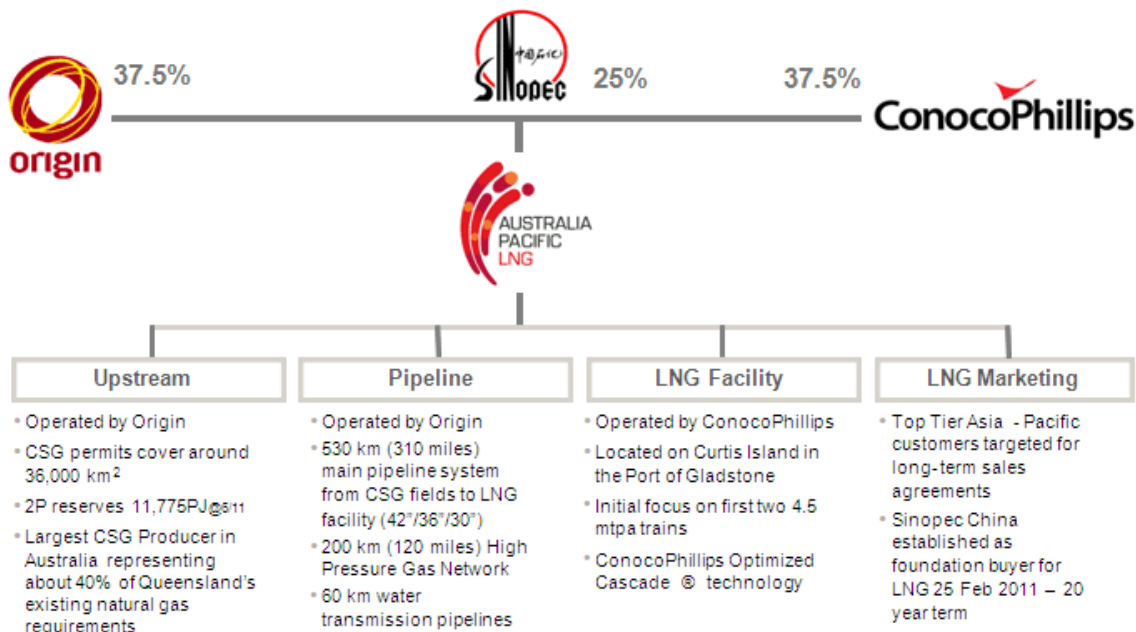 37.5%
中国石化
SINOPEC
25%
37.5%
origin
ConocoPhillips
AUSTRALIA
PACIFIC
LNG
Upstream
• Operated by Origin
• CSG permits cover around
36,000 km²
• 2P reserves 11,775PJ@6/11
• Largest CSG Producer in
Australia representing
about 40% of Queensland's
existing natural gas
requirements
Pipeline
• Operated by Origin
• 530 km (310 miles)
main pipeline system
from CSG fields to LNG
facility (42"/36"/30")
• 200 km (120 miles) High
Pressure Gas Network
• 60 km water
transmission pipelines
LNG Facility
• Operated by ConocoPhillips
• Located on Curtis Island in
the Port of Gladstone
• Initial focus on first two 4.5
mtpa trains
• ConocoPhillips Optimized
Cascade ® technology
LNG Marketing
• Top Tier Asia - Pacific
customers targeted for
long-term sales
agreements
• Sinopec China
established as
foundation buyer for
LNG 25 Feb 2011 – 20
year term